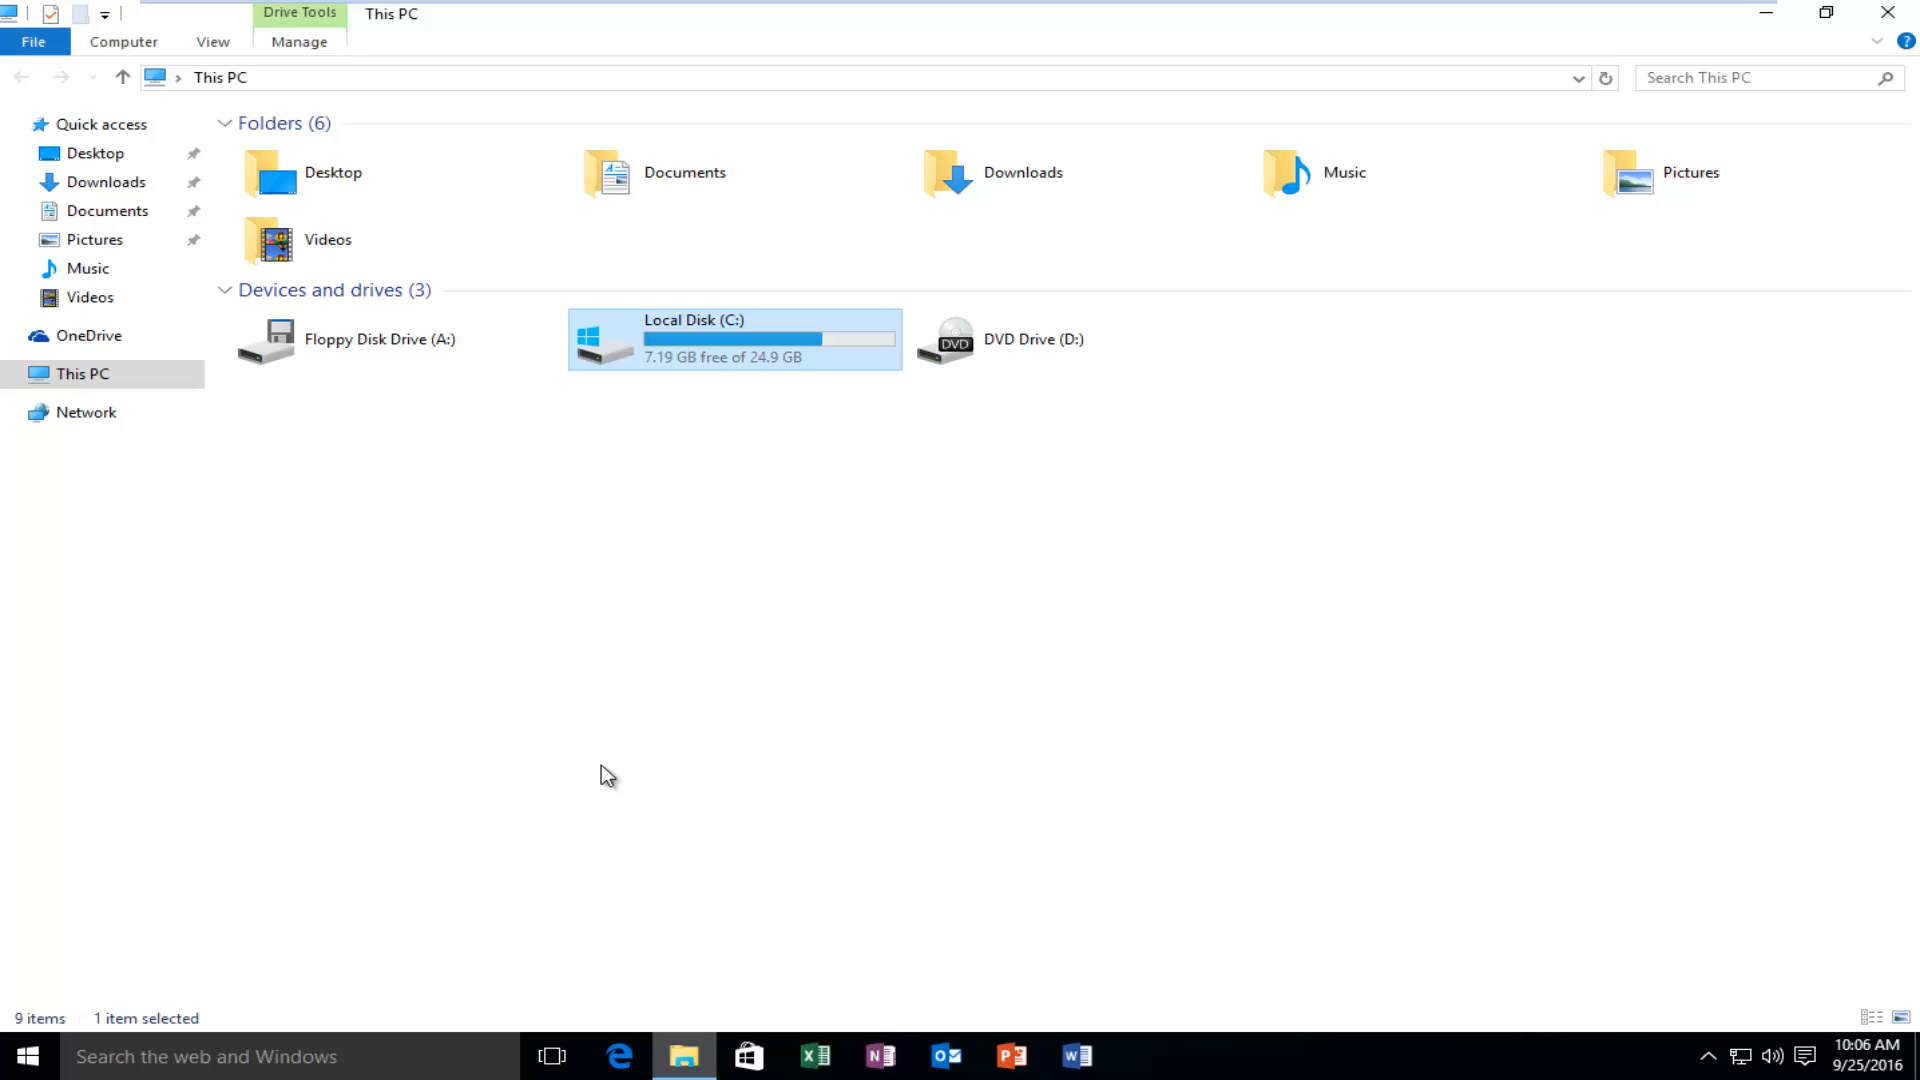 Drive Tools
This PC
File
Computer
View
Manage
?
This PC
Search This PC
Quick access
Desktop
Downloads
Documents
Pictures
Music
Videos
OneDrive
This PC
Network
Folders (6)
Desktop
Documents
Downloads
Music
Pictures
Videos
Devices and drives (3)
Floppy Disk Drive (A:)
Local Disk (C:)
7.19 GB free of 24.9 GB
DVD
DVD Drive (D:)
9 items
1 item selected
Search the web and Windows
10:06 AM
9/25/2016